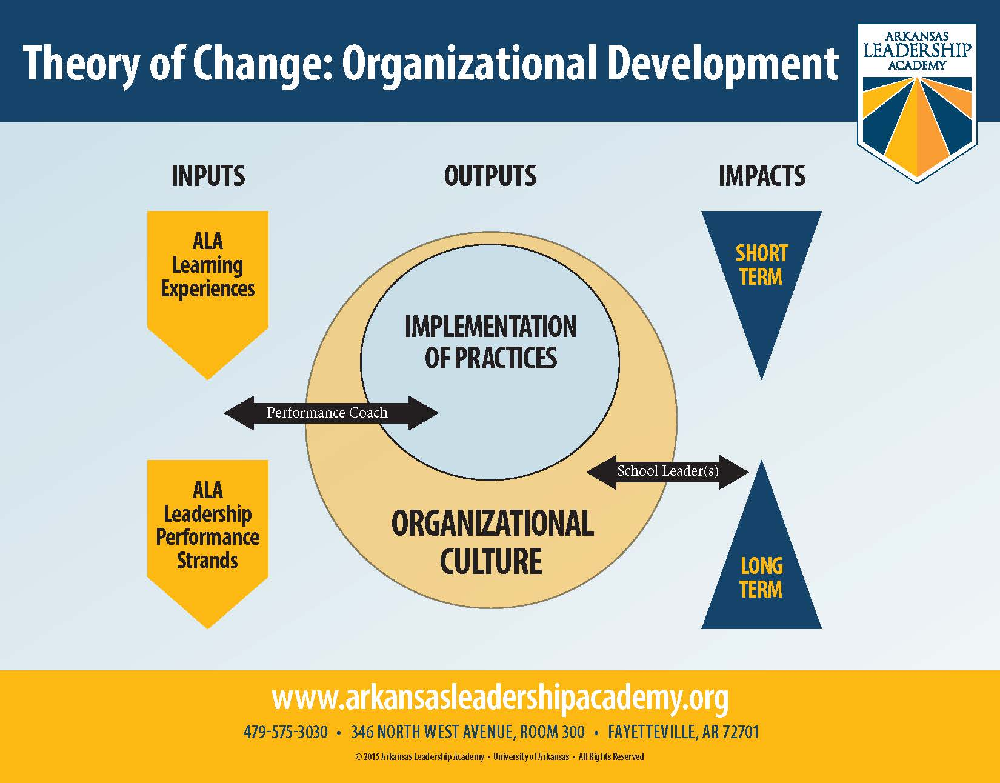 Theory of Change: Organizational Development
ARKANSAS
LEADERSHIP
ACADEMY
INPUTS
OUTPUTS
IMPACTS
ALA
Learning
Experiences
IMPLEMENTATION
OF PRACTICES
SHORT
TERM
Performance Coach
School Leader(s)
ALA
Leadership
Performance
Strands
ORGANIZATIONAL
CULTURE
LONG
TERM
www.arkansasleadershipacademy.org
479-575-3030 • 346 NORTH WEST AVENUE, ROOM 300 • FAYETTEVILLE, AR 72701
© 2015 Arkansas Leadership Academy • University of Arkansas • All Rights Reserved